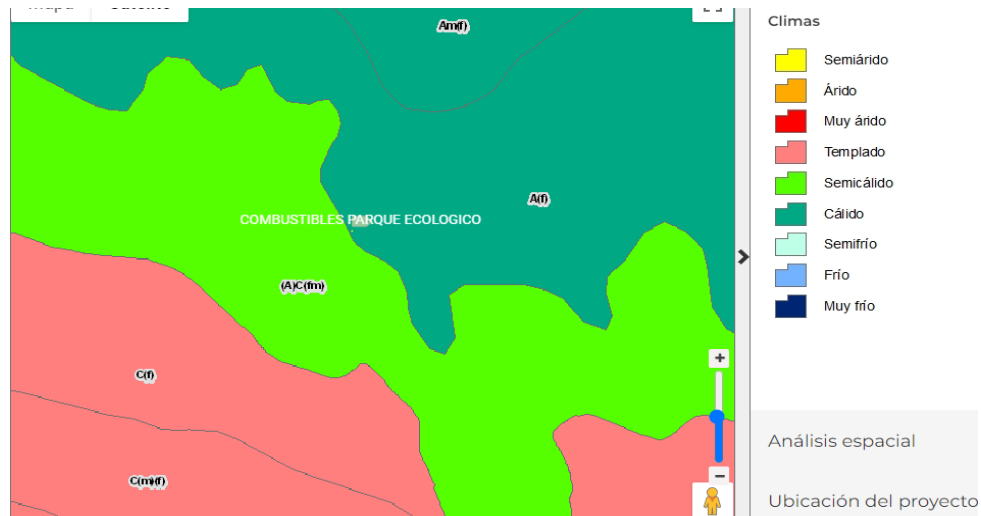 Am(f)
A(f)
COMBUSTIBLES PARQUE ECOLOGICO
(A)C(fm)
C(f)
C(m)(f)
+
−
Climas
Semiárido
Árido
Muy árido
Templado
Semicálido
Cálido
Semifrío
Frío
Muy frío
Análisis espacial
Ubicación del proyecto